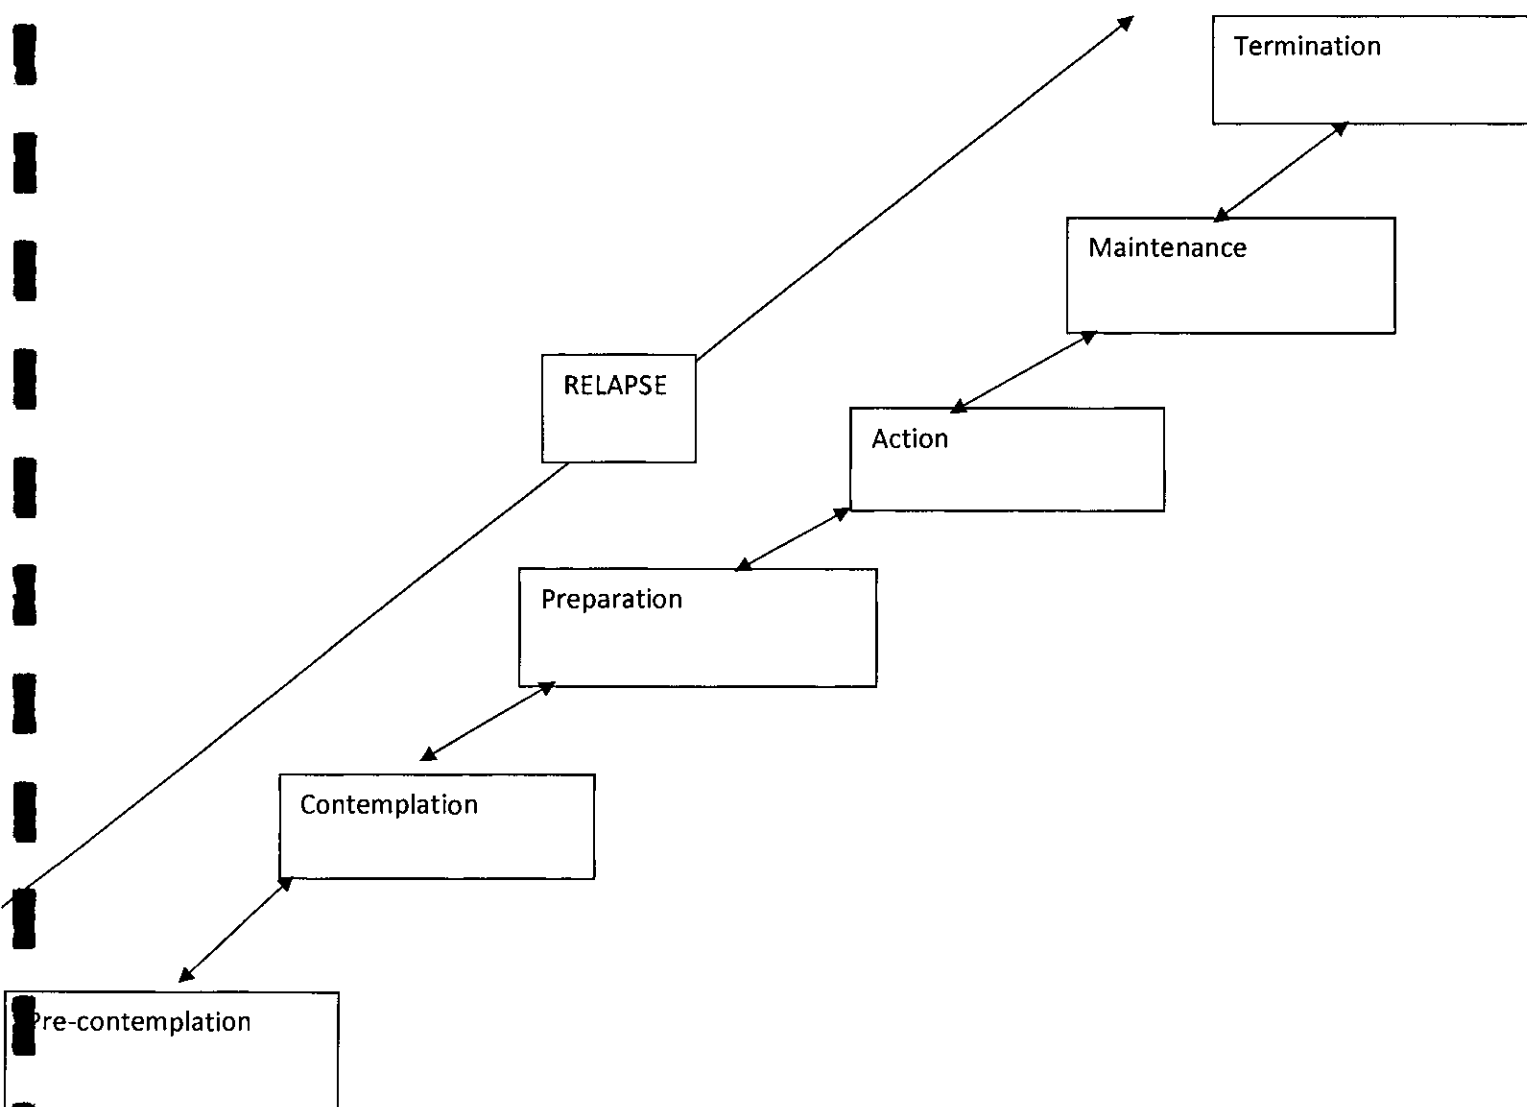 Termination
Maintenance
RELAPSE
Action
Preparation
Contemplation
Pre-contemplation